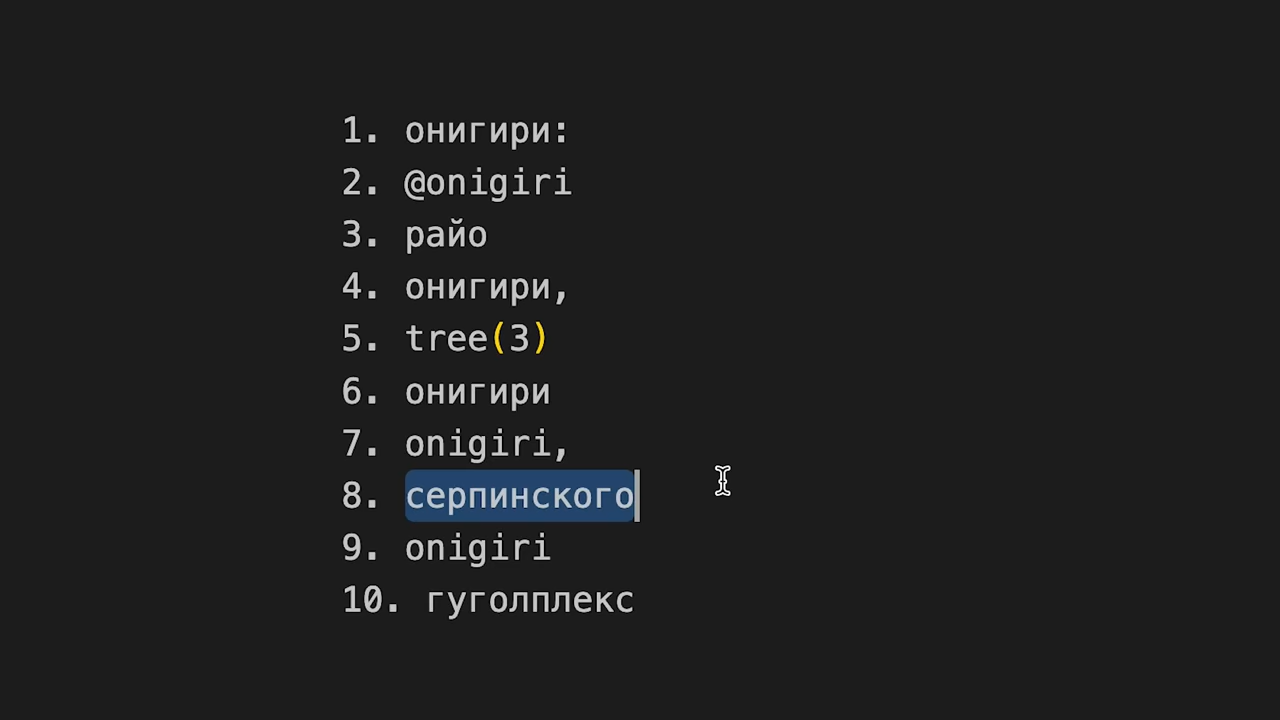 1. онигири:
2. @onigiri
3. райо
4. онигири,
5. tree(3)
6. онигири
7. onigiri,
8. серпинского
9. onigiri
10. гуголплекс